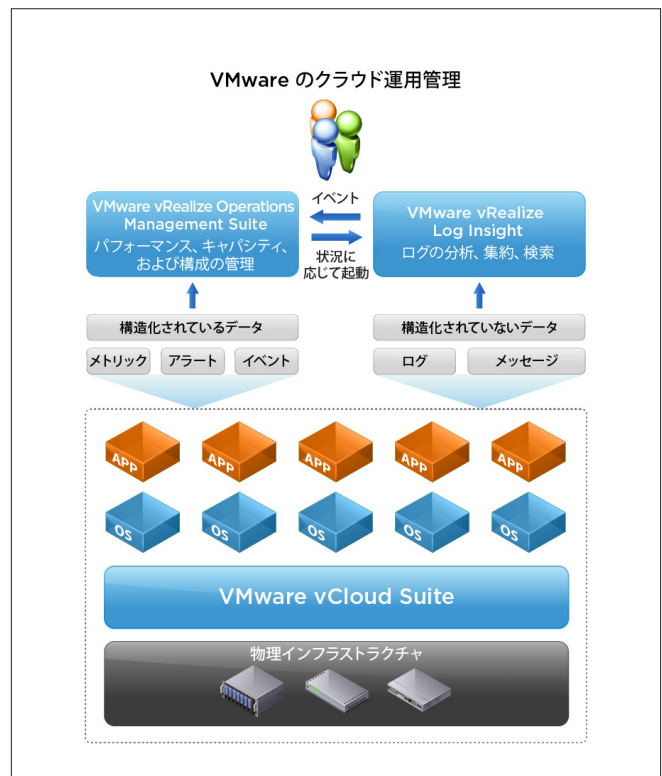 VMware のクラウド運用管理
VMware vRealize Operations
Management Suite
パフォーマンス、キャパシティ、
および構成の管理
イベント
状況に
応じて起動
VMware vRealize
Log Insight
ログの分析、集約、検索
構造化されているデータ
メトリック
アラート
イベント
構造化されていないデータ
ログ
メッセージ
APP
APP
APP
APP
APP
OS
OS
OS
OS
OS
VMware vCloud Suite
物理インフラストラクチャ